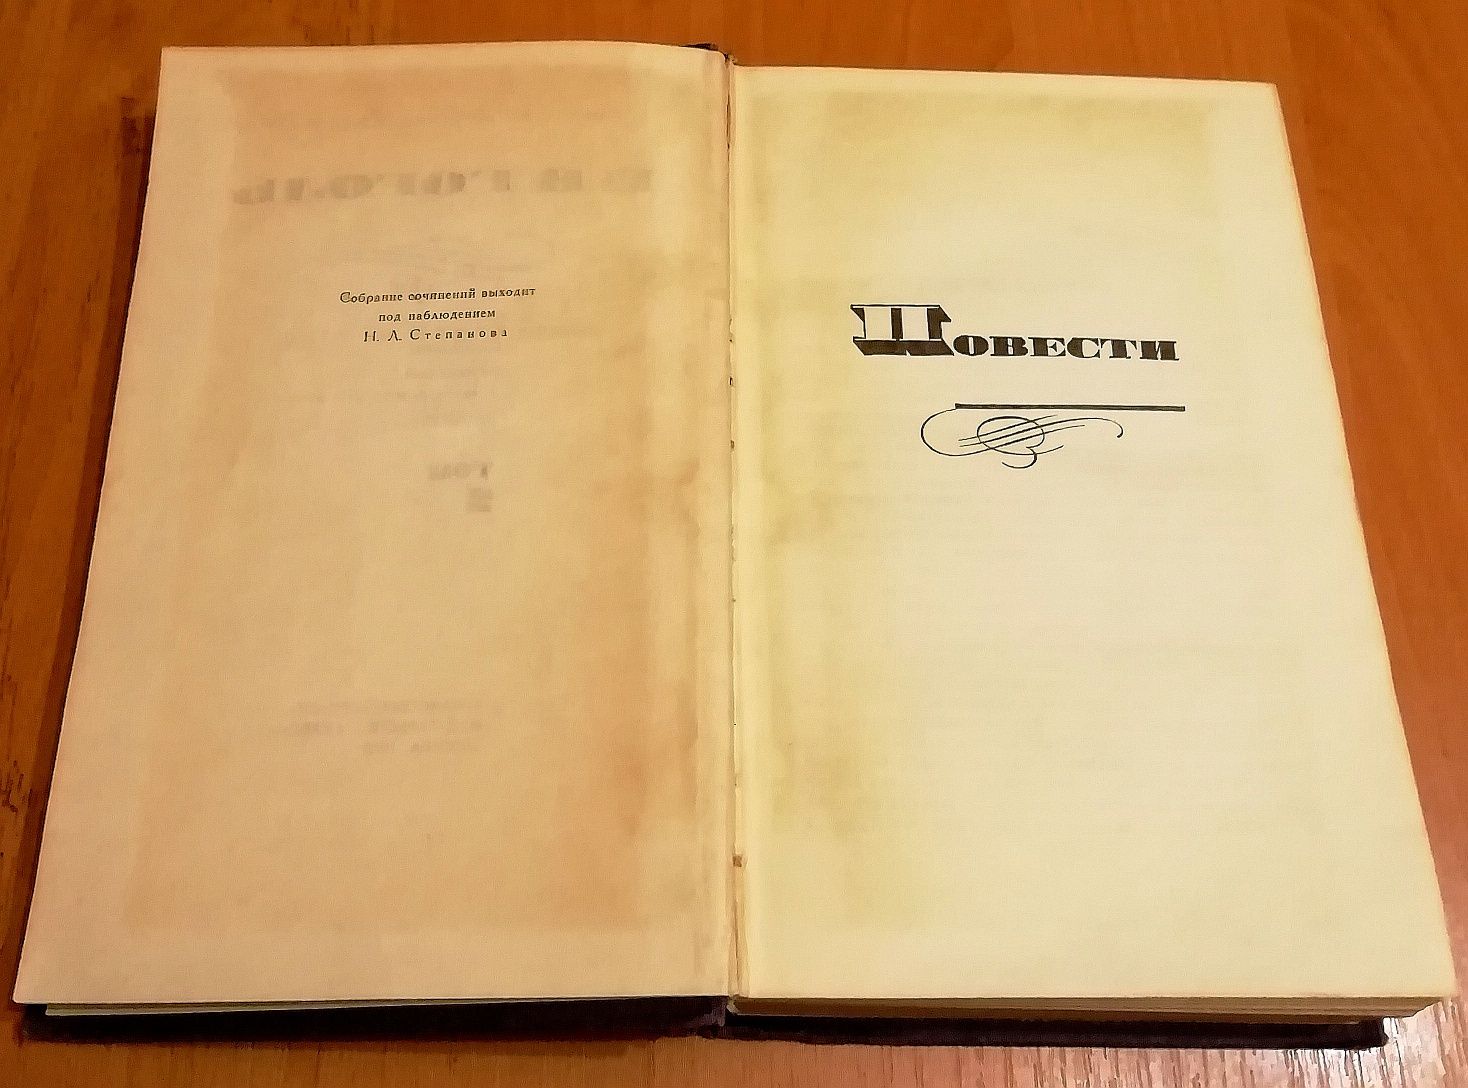 Собрание сочинений выходит
под наблюдением
Н. Л. Степанова
Повести